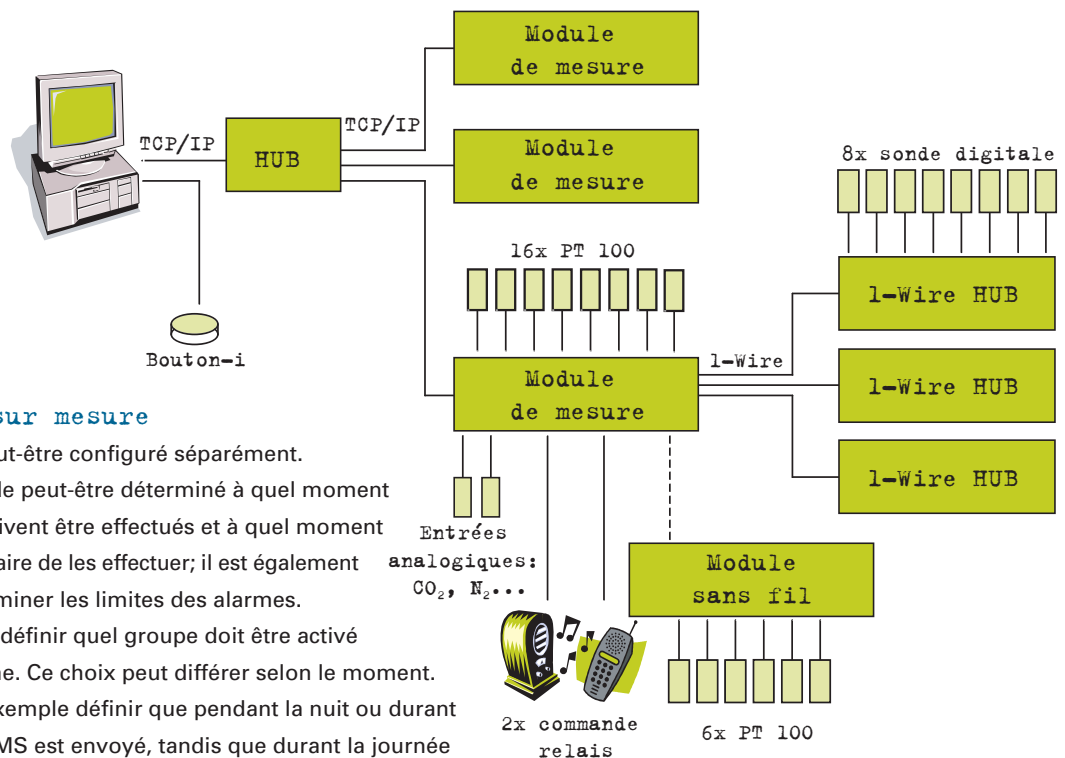 Module
de mesure
TCP/IP
TCP/IP
HUB
Module
de mesure
8x sonde digitale
16x PT 100
1-Wire HUB
Bouton-i
1-Wire
Module
de mesure
1-Wire HUB
sur mesure
ut-être configuré séparément.
le peut-être déterminé à quel moment
ivent être effectués et à quel moment
aire de les effectuer; il est également
miner les limites des alarmes.
définir quel groupe doit être activé
ne. Ce choix peut différer selon le moment.
xemple définir que pendant la nuit ou durant
MS est envoyé, tandis que durant la journée
1-Wire HUB
Entrées
analogiques:
CO₂, N₂...
Module
sans fil
2x commande
relais
6x PT 100